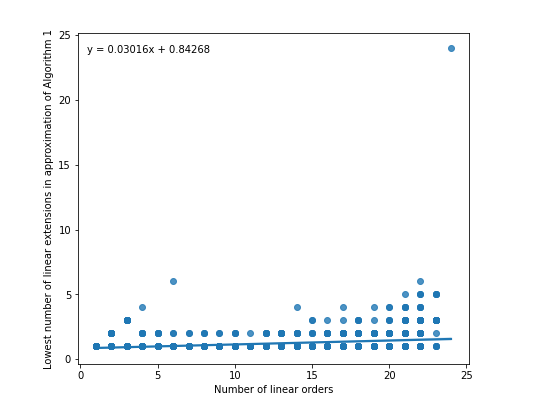 y = 0.03016x + 0.84268
Lowest number of linear extensions in approximation of Algorithm 1
25
20
15
10
5
0
0 5 10 15 20 25
Number of linear orders